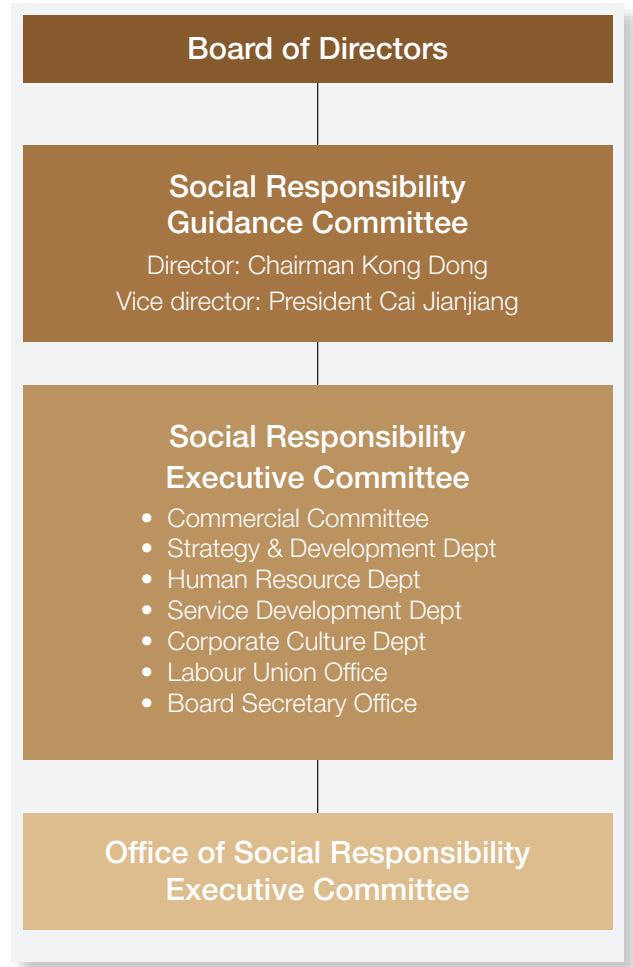 Board of Directors
Social Responsibility
Guidance Committee
Director: Chairman Kong Dong
Vice director: President Cai Jianjiang
Social Responsibility
Executive Committee
• Commercial Committee
• Strategy & Development Dept
• Human Resource Dept
• Service Development Dept
• Corporate Culture Dept
• Labour Union Office
• Board Secretary Office
Office of Social Responsibility
Executive Committee